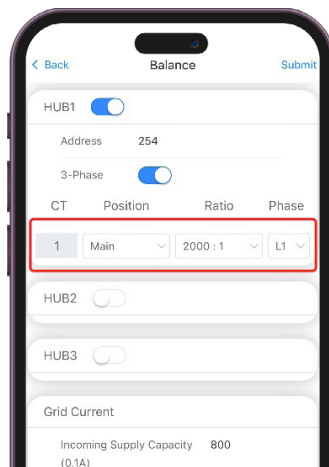 < Back Balance Submit
HUB1
Address 254
3-Phase
CT Position Ratio Phase
1 Main 2000 : 1 L1
HUB2
HUB3
Grid Current
Incoming Supply Capacity 800
(0.1A)